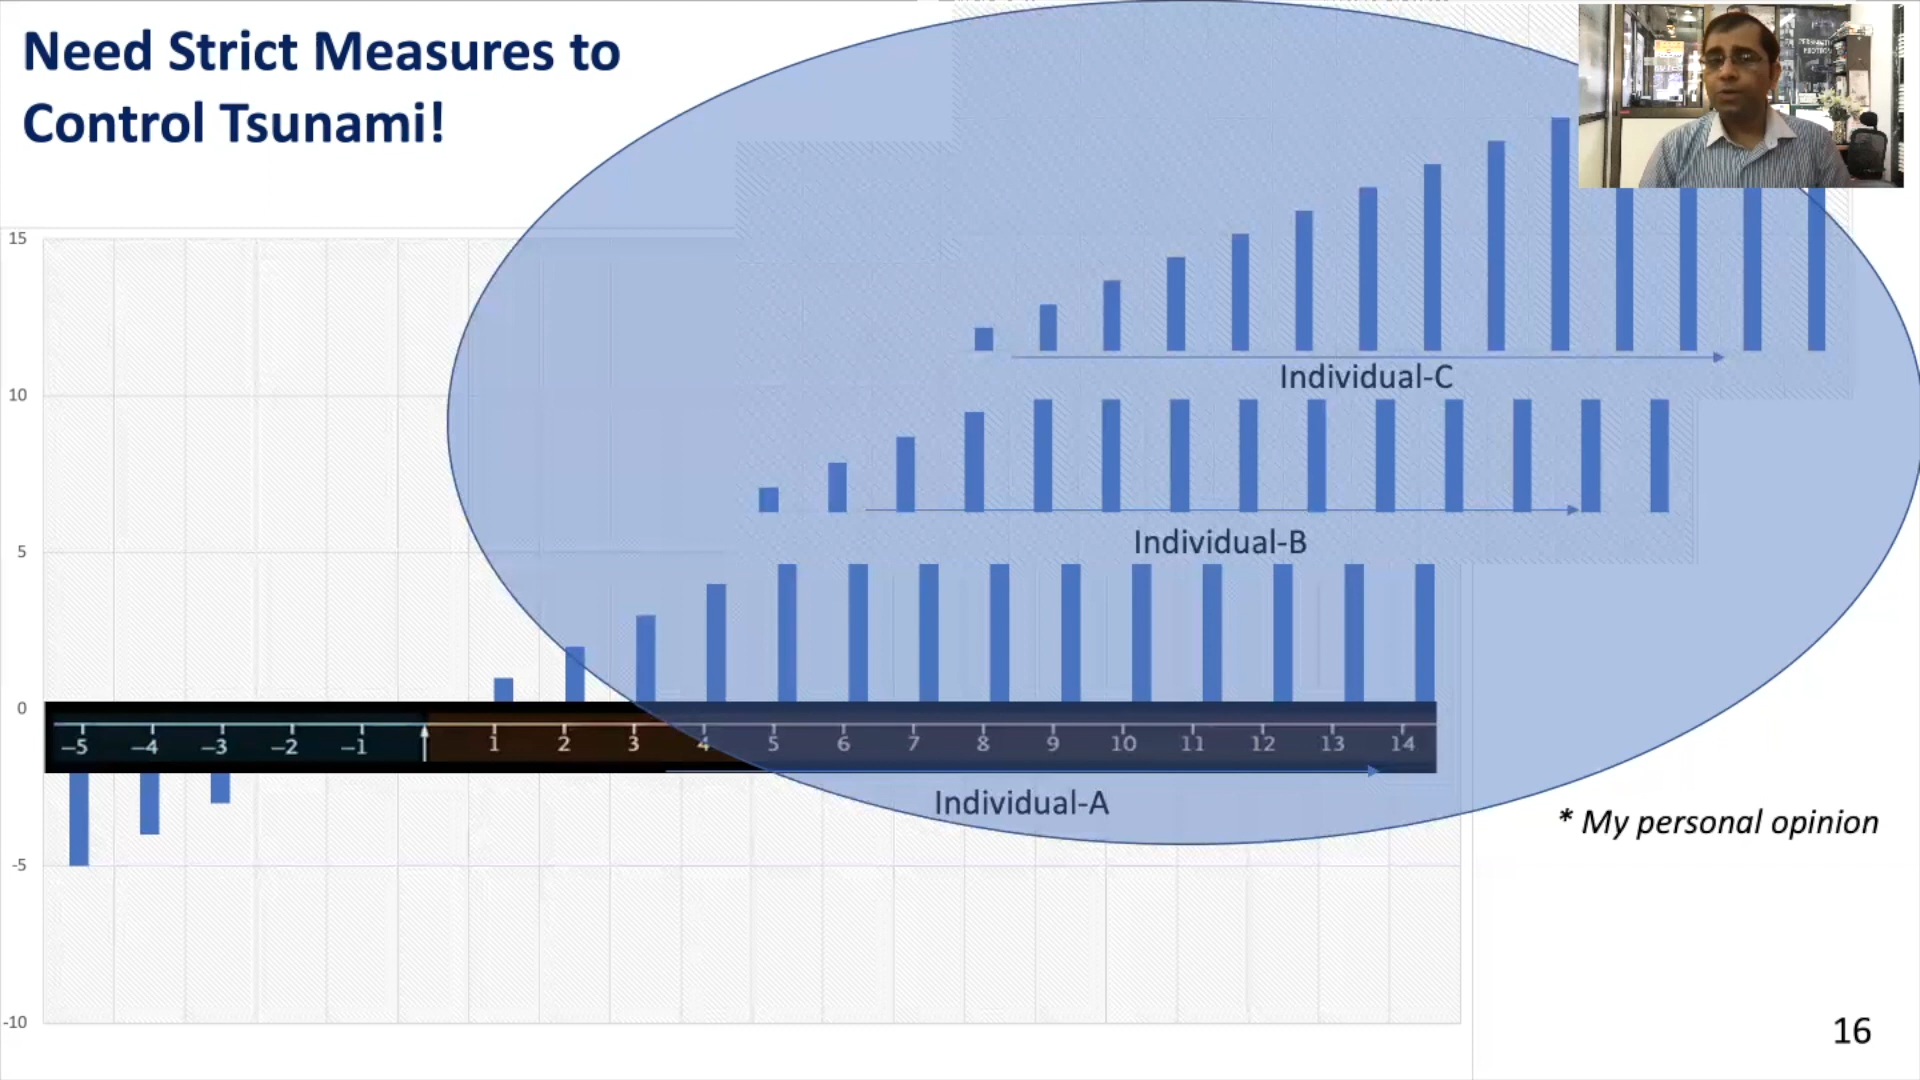 Need Strict Measures to
Control Tsunami!
15
10
5
0
-5
-10
Individual-C
Individual-B
–5 –4 –3 –2 –1 1 2 3 4 5 6 7 8 9 10 11 12 13 14
Individual-A
* My personal opinion
16